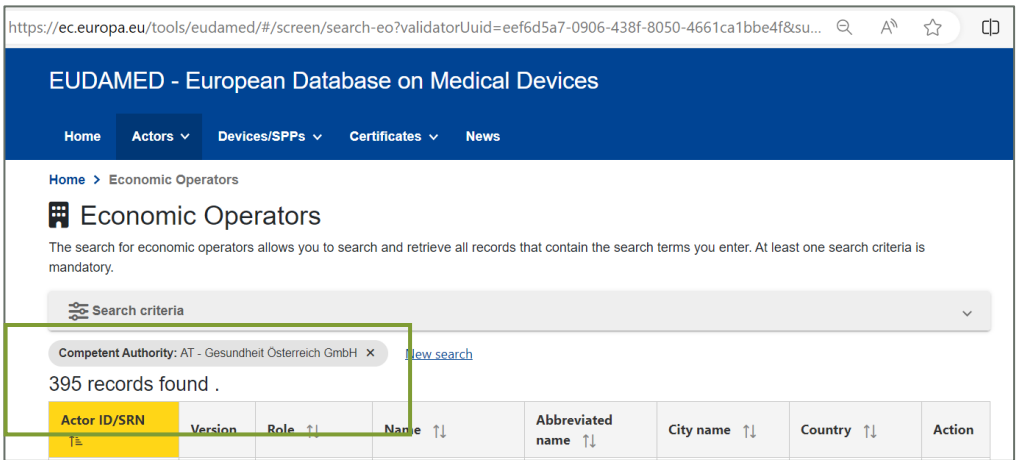 https://ec.europa.eu/tools/eudamed/#/screen/search-eo?validatorUuid=eef6d5a7-0906-438f-8050-4661ca1bbe4f&su...
EUDAMED - European Database on Medical Devices
Home Actors Devices/SPPs Certificates News
Home > Economic Operators
Economic Operators
The search for economic operators allows you to search and retrieve all records that contain the search terms you enter. At least one search criteria is
mandatory.
Search criteria
Competent Authority: AT - Gesundheit Österreich GmbH × New search
395 records found .
Actor ID/SRN Version Role Name Abbreviated name City name Country Action